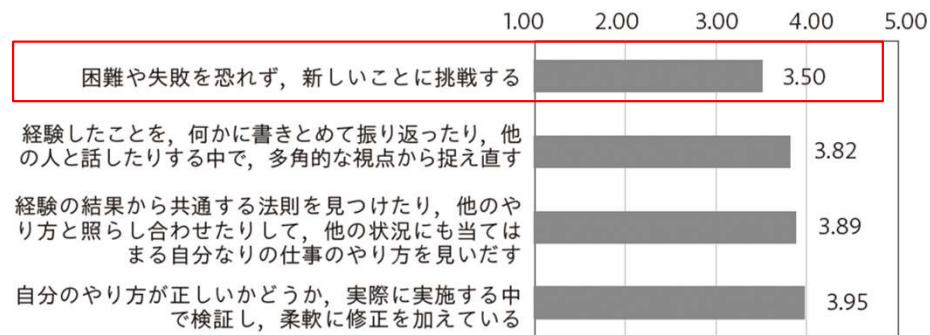 1.00 2.00 3.00 4.00 5.00
困難や失敗を恐れず，新しいことに挑戦する 3.50
経験したことを，何かに書きとめて振り返ったり，他
の人と話したりする中で，多角的な視点から捉え直す 3.82
経験の結果から共通する法則を見つけたり，他のや
り方と照らし合わせたりして，他の状況にも当ては 3.89
まる自分なりの仕事のやり方を見いだす
自分のやり方が正しいかどうか，実際に実施する中 3.95
で検証し，柔軟に修正を加えている